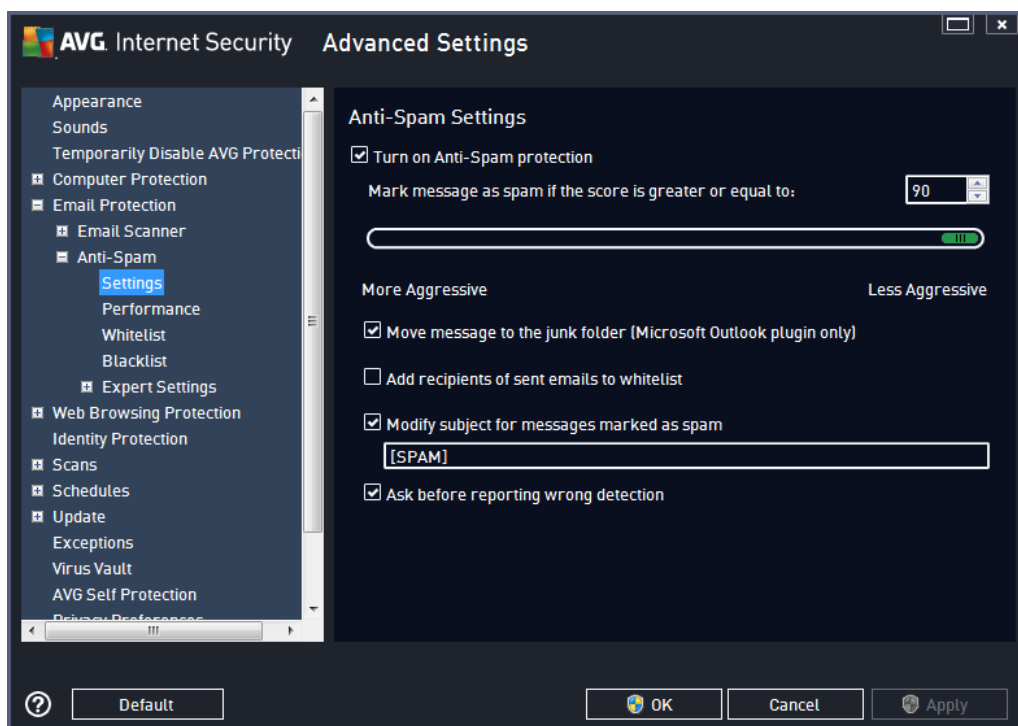 AVG. Internet Security Advanced Settings
Appearance
Sounds
Temporarily Disable AVG Protecti
Computer Protection
Email Protection
Email Scanner
Anti-Spam
Settings
Performance
Whitelist
Blacklist
Expert Settings
Web Browsing Protection
Identity Protection
Scans
Schedules
Update
Exceptions
Virus Vault
AVG Self Protection
Privacy Preferences
Anti-Spam Settings
Turn on Anti-Spam protection
Mark message as spam if the score is greater or equal to: 90
More Aggressive Less Aggressive
Move message to the junk folder (Microsoft Outlook plugin only)
Add recipients of sent emails to whitelist
Modify subject for messages marked as spam
[SPAM]
Ask before reporting wrong detection
? Default OK Cancel Apply